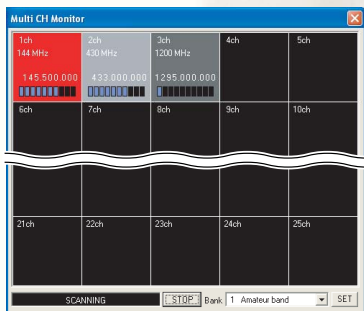 Multi CH Monitor
1ch 2ch 3ch 4ch 5ch
144 MHz 430 MHz 1200 MHz
145.500.000 433.000.000 1295.000.000
6ch 7ch 8ch 9ch 10ch
21ch 22ch 23ch 24ch 25ch
SCANNING STOP Bank 1 Amateur band SET